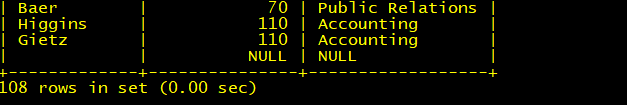 | Baer        |            70 | Public Relations |
| Higgins     |           110 | Accounting       |
| Gietz       |           110 | Accounting       |
|             |          NULL | NULL             |
+-------------+---------------+------------------+
108 rows in set (0.00 sec)